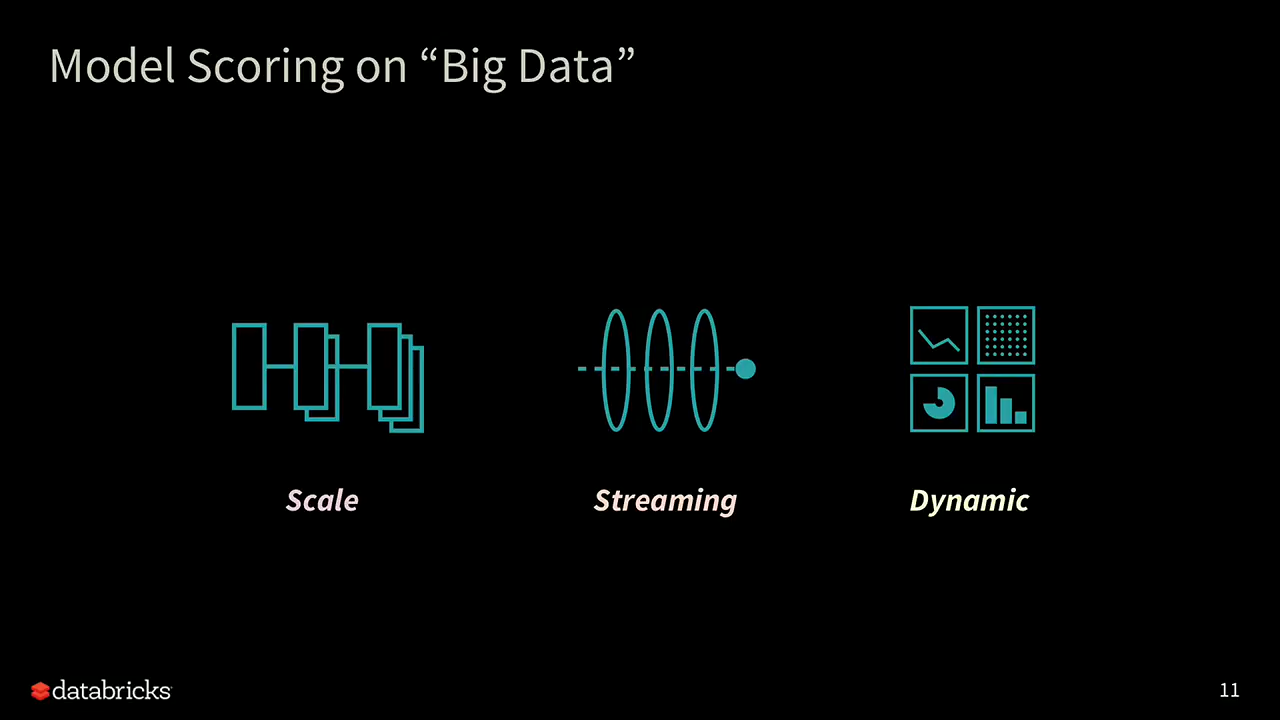 Model Scoring on “Big Data”
Scale
Streaming
Dynamic
databricks
11